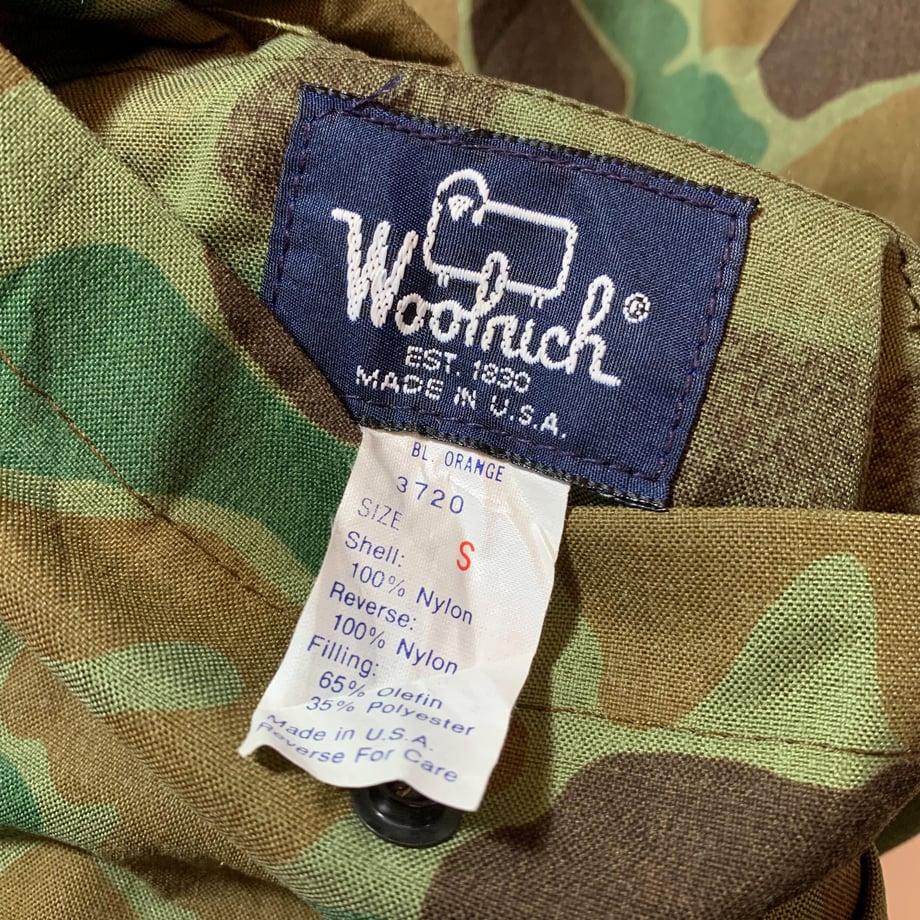 Woolrich®
EST. 1830
MADE IN U.S.A.
BL. ORANGE
3720
SIZE
S
Shell:
100% Nylon
Reverse:
100% Nylon
Filling:
65% Olefin
35% Polyester
Made in U.S.A.
Reverse For Care